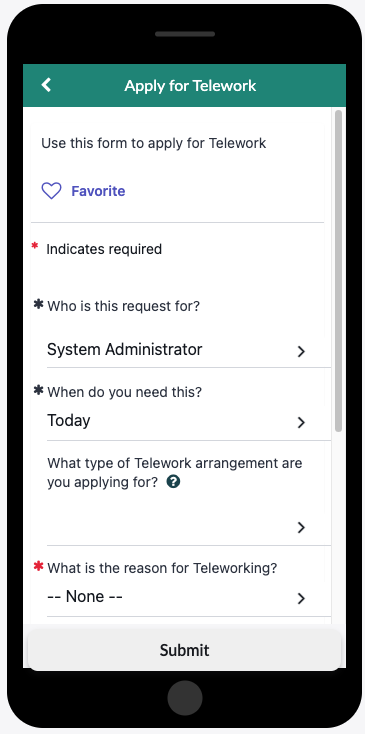 Apply for Telework
Use this form to apply for Telework
Favorite
* Indicates required
* Who is this request for?
System Administrator
* When do you need this?
Today
What type of Telework arrangement are
you applying for? ?
* What is the reason for Teleworking?
-- None --
Submit